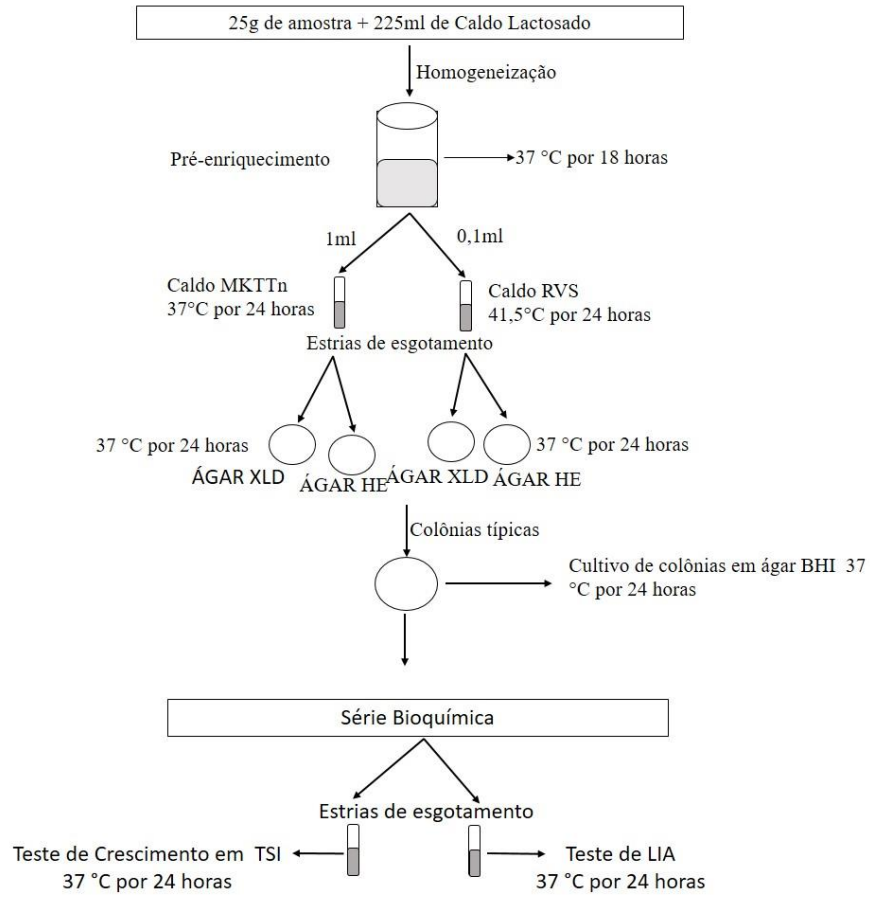 25g de amostra + 225ml de Caldo Lactosado
Homogeneização
Pré-enriquecimento
37 °C por 18 horas
1ml
0,1ml
Caldo MKTTn
37°C por 24 horas
Caldo RVS
41,5°C por 24 horas
Estrias de esgotamento
37 °C por 24 horas
37 °C por 24 horas
ÁGAR XLD
ÁGAR HE
ÁGAR XLD
ÁGAR HE
Colônias típicas
Cultivo de colônias em ágar BHI 37
°C por 24 horas
Série Bioquímica
Estrias de esgotamento
Teste de Crescimento em TSI
37 °C por 24 horas
Teste de LIA
37 °C por 24 horas